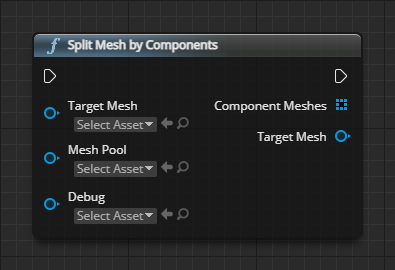 Split Mesh by Components
Target Mesh
Select Asset
Component Meshes
Target Mesh
Mesh Pool
Select Asset
Debug
Select Asset